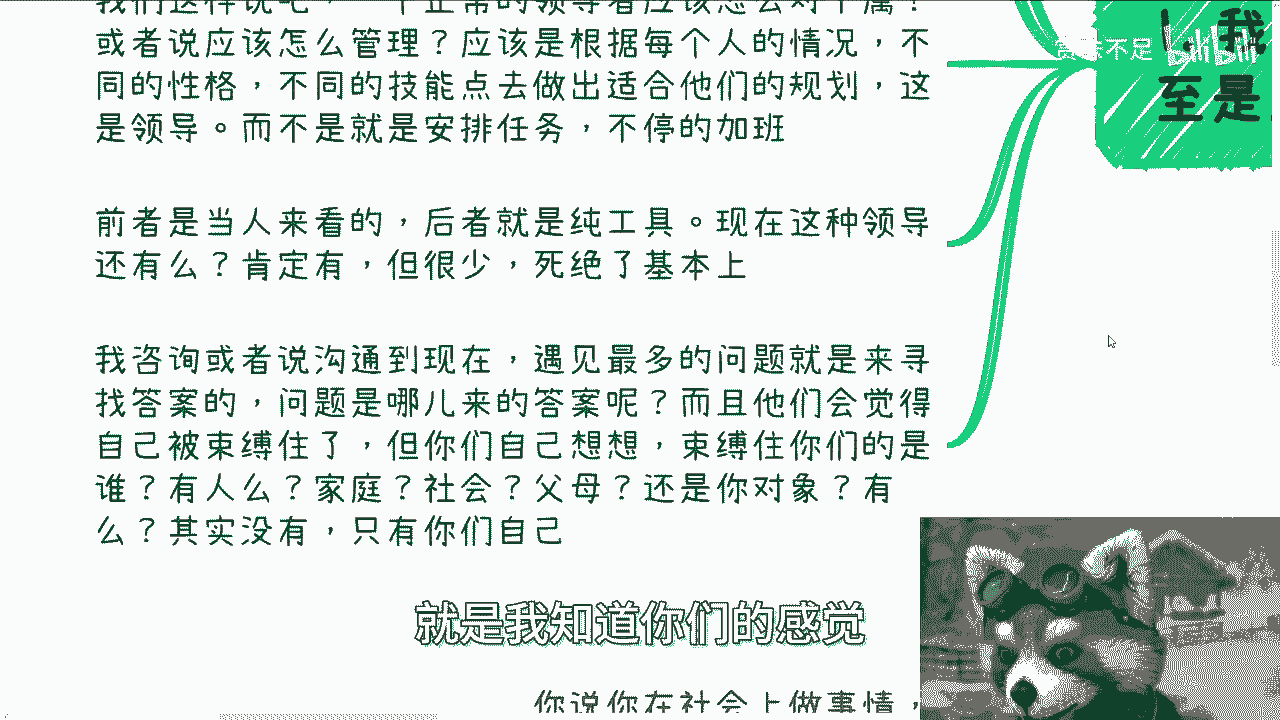 我们这样说吧，一个正常的领导者应该怎么对下属？
或者说应该怎么管理？应该是根据每个人的情况，不
同的性格，不同的技能点去做出适合他们的规划，这
是领导。而不是就是安排任务，不停的加班
前者是当人来看的，后者就是纯工具。现在这种领导
还有么？肯定有，但很少，死绝了基本上
我咨询或者说沟通到现在，遇见最多的问题就是来寻
找答案的，问题是哪儿来的答案呢？而且他们会觉得
自己被束缚住了，但你们自己想想，束缚住你们的是
谁？有人么？家庭？社会？父母？还是你对象？有
么？其实没有，只有你们自己
1. 我
至是
不足 bilibili
就是我知道你们的感觉
你说你在社会上做事情，